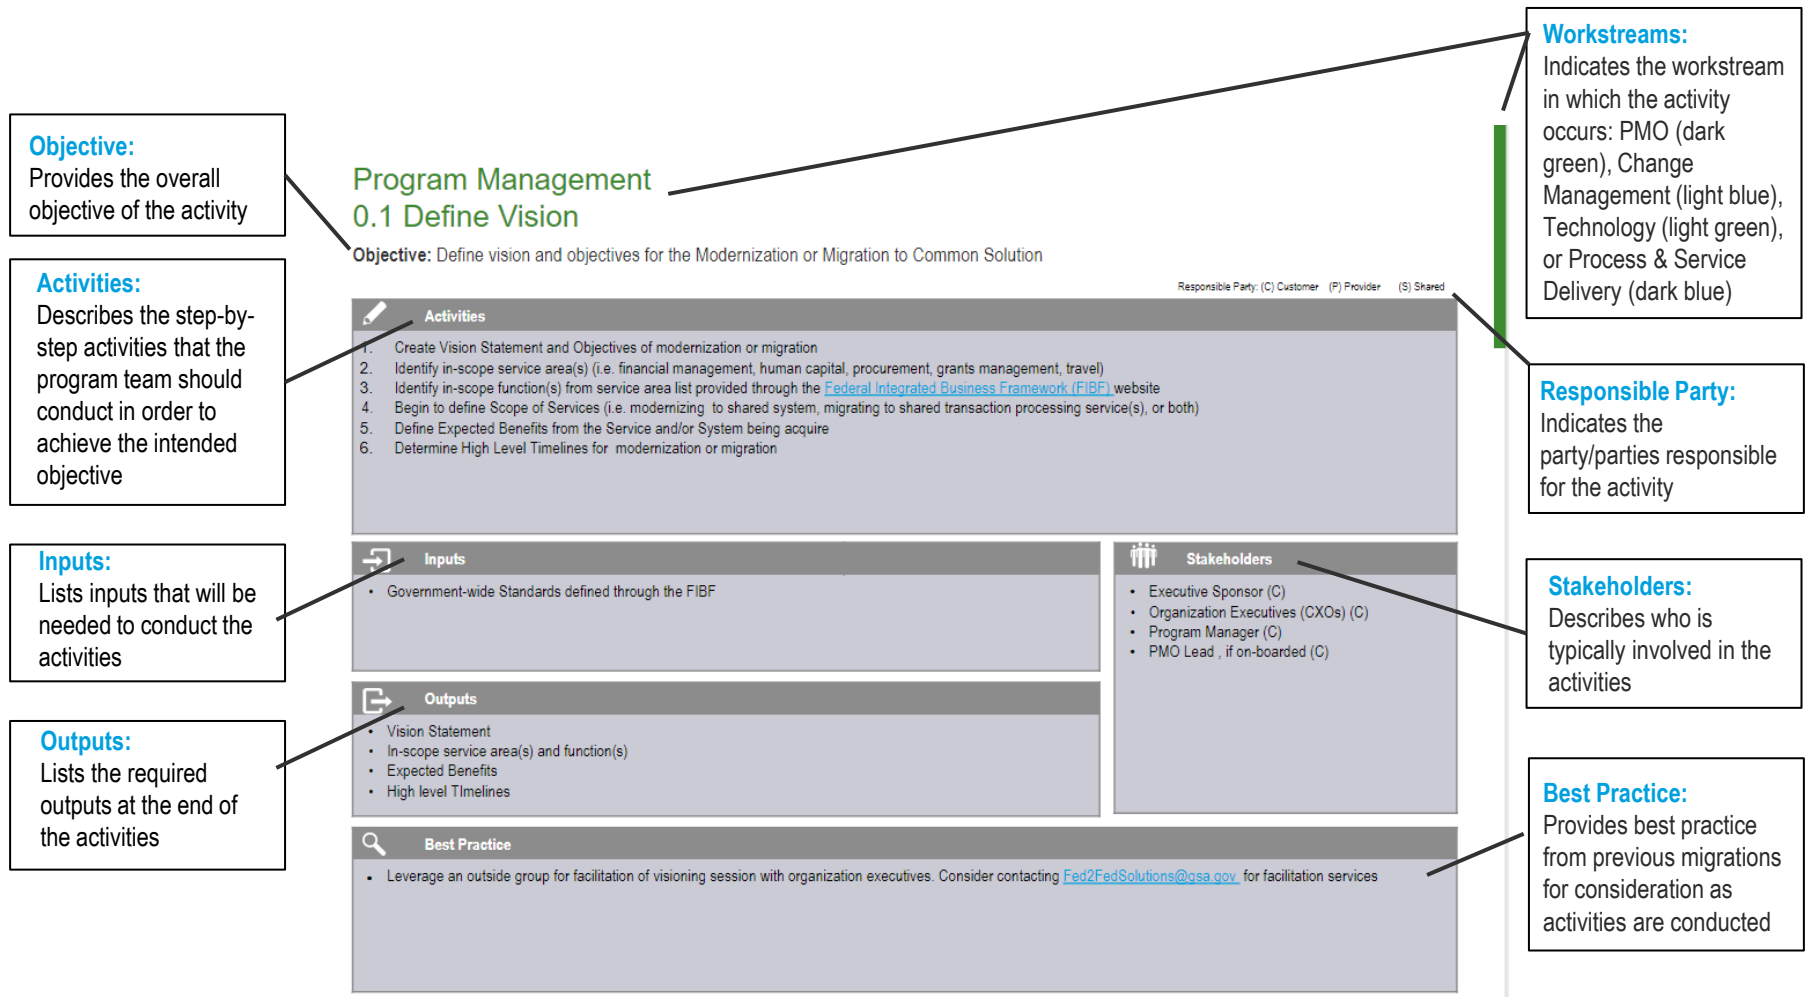 Workstreams:
Indicates the workstream
in which the activity
occurs: PMO (dark
green), Change
Management (light blue),
Technology (light green),
or Process & Service
Delivery (dark blue)
Objective:
Provides the overall
objective of the activity
Program Management
0.1 Define Vision
Objective: Define vision and objectives for the Modernization or Migration to Common Solution
Responsible Party: (C) Customer (P) Provider (S) Shared
Activities:
Describes the step-by-
step activities that the
program team should
conduct in order to
achieve the intended
objective
Activities
1. Create Vision Statement and Objectives of modernization or migration
2. Identify in-scope service area(s) (i.e. financial management, human capital, procurement, grants management, travel)
3. Identify in-scope function(s) from service area list provided through the Federal Integrated Business Framework (FIBF) website
4. Begin to define Scope of Services (i.e. modernizing to shared system, migrating to shared transaction processing service(s), or both)
5. Define Expected Benefits from the Service and/or System being acquire
6. Determine High Level Timelines for modernization or migration
Responsible Party:
Indicates the
party/parties responsible
for the activity
Inputs:
Lists inputs that will be
needed to conduct the
activities
Inputs
• Government-wide Standards defined through the FIBF
Stakeholders
• Executive Sponsor (C)
• Organization Executives (CXOs) (C)
• Program Manager (C)
• PMO Lead , if on-boarded (C)
Stakeholders:
Describes who is
typically involved in the
activities
Outputs:
Lists the required
outputs at the end of
the activities
Outputs
• Vision Statement
• In-scope service area(s) and function(s)
• Expected Benefits
• High level TImelines
Best Practice
• Leverage an outside group for facilitation of visioning session with organization executives. Consider contacting Fed2FedSolutions@gsa.gov for facilitation services
Best Practice:
Provides best practice
from previous migrations
for consideration as
activities are conducted